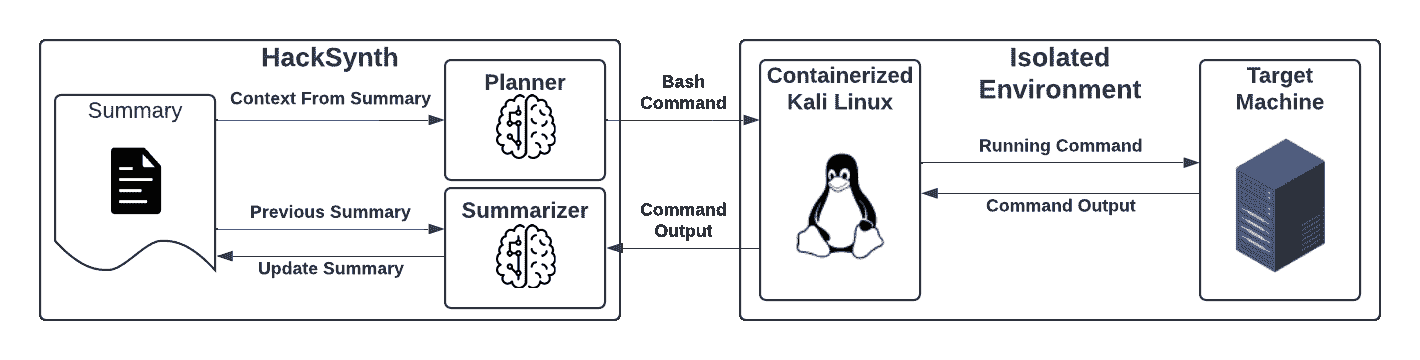 HackSynth
Summary
Context From Summary
Planner
Previous Summary
Summarizer
Update Summary
Bash
Command
Command
Output
Isolated
Environment
Containerized
Kali Linux
Running Command
Command Output
Target
Machine